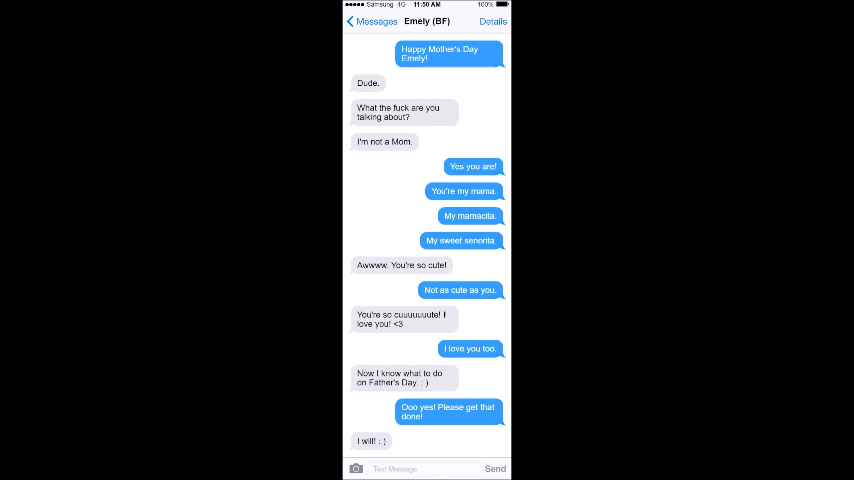 Samsung 4G 11:50 AM 100%
Messages Emely (BF) Details
Happy Mother's Day
Emely!
Dude.
What the fuck are you
talking about?
I'm not a Mom.
Yes you are!
You're my mama.
My mamacita.
My sweet senorita.
Awwww. You're so cute!
Not as cute as you.
You're so cuuuuuuute! I
love you! <3
I love you too.
Now I know what to do
on Father's Day. : )
Ooo yes! Please get that
done!
I will! : )
Text Message Send